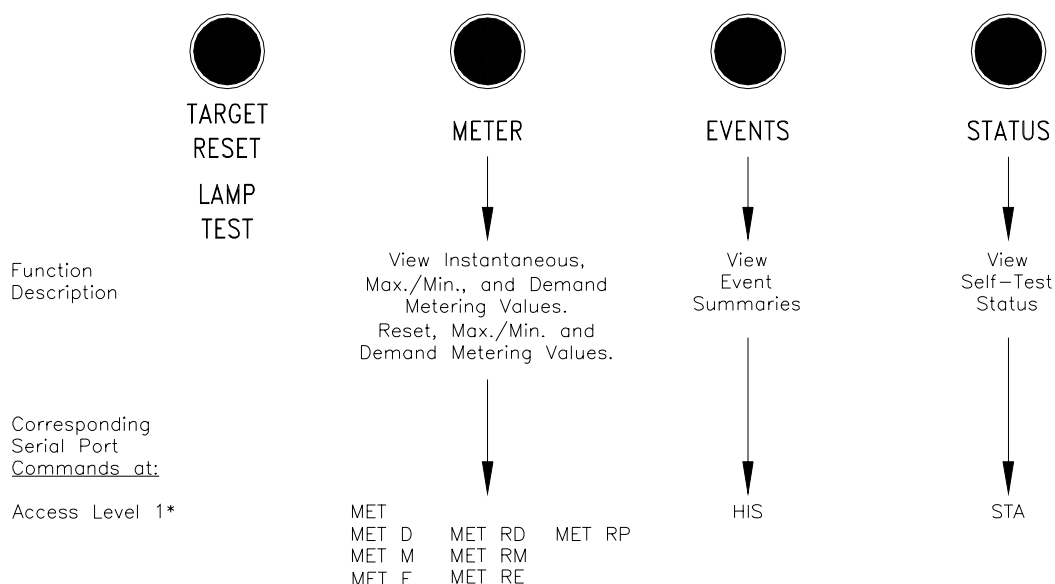 TARGET
RESET
LAMP
TEST
METER
EVENTS
STATUS
Function
Description
View Instantaneous,
Max./Min., and Demand
Metering Values.
Reset, Max./Min. and
Demand Metering Values.
View
Event
Summaries
View
Self-Test
Status
Corresponding
Serial Port
Commands at:
Access Level 1*
MET
MET D MET RD MET RP
MET M MET RM
MET E MET RE
HIS
STA